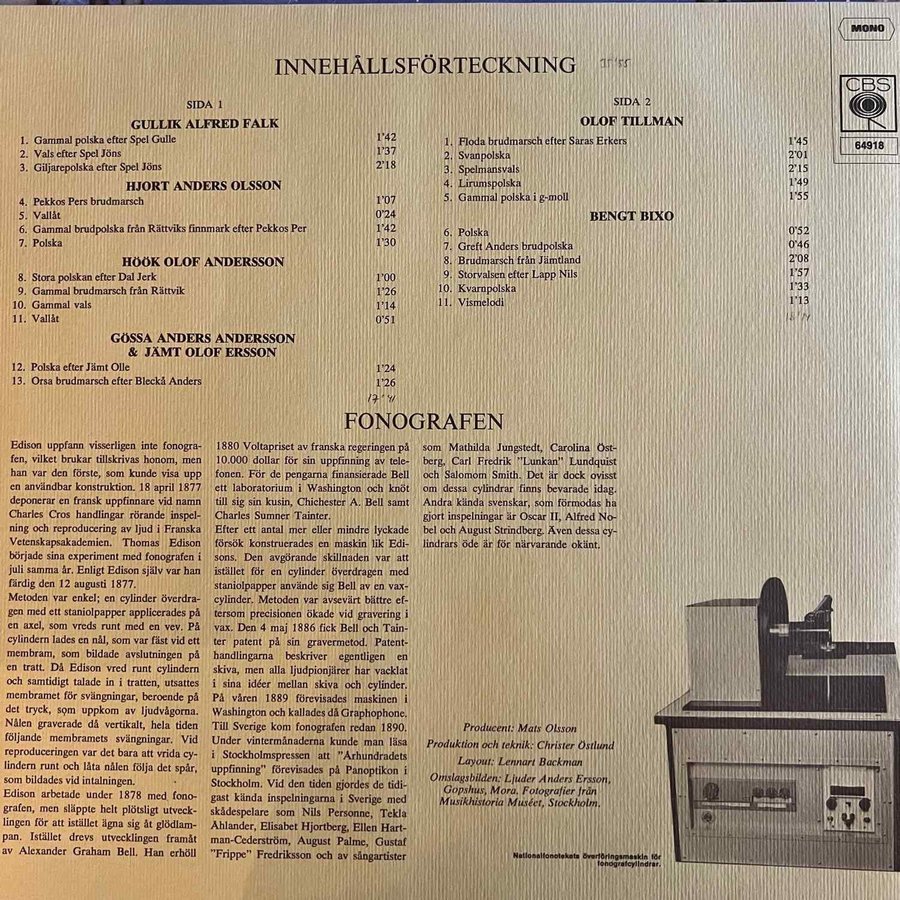 INNEHÅLLSFÖRTECKNING
MONO
CBS
64918
SIDA 1
GULLIK ALFRED FALK
1. Gammal polska efter Spel Gulle 1'42
2. Vals efter Spel Jöns 1'37
3. Giljarepolska efter Spel Jöns 2'18
HJORT ANDERS OLSSON
4. Pekkos Pers brudmarsch 1'07
5. Vallåt 0'24
6. Gammal brudpolska från Rättviks finnmark efter Pekkos Per 1'42
7. Polska 1'30
HÖÖK OLOF ANDERSSON
8. Stora polskan efter Dal Jerk 1'00
9. Gammal brudmarsch från Rättvik 1'26
10. Gammal vals 1'14
11. Vallåt 0'51
GÖSSA ANDERS ANDERSSON
& JÄMT OLOF ERSSON
12. Polska efter Jämt Olle 1'24
13. Orsa brudmarsch efter Bleckå Anders 1'26
SIDA 2
OLOF TILLMAN
1. Floda brudmarsch efter Saras Erkers 1'45
2. Svanpolska 2'01
3. Spelmansvals 2'15
4. Lirumspolska 1'49
5. Gammal polska i g-moll 1'55
BENGT BIXO
6. Polska 0'52
7. Greft Anders brudpolska 0'46
8. Brudmarsch från Jämtland 2'08
9. Storvalsen efter Lapp Nils 1'57
10. Kvarnpolska 1'33
11. Vismelodi 1'13
FONOGRAFEN
Edison uppfann visserligen inte fonogra-
fen, vilket brukar tillskrivas honom, men
han var den förste, som kunde visa upp
en användbar konstruktion. 18 april 1877
deponerar en fransk uppfinnare vid namn
Charles Cros handlingar rörande inspel-
ning och reproducering av ljud i Franska
Vetenskapsakademien. Thomas Edison
började sina experiment med fonografen i
juli samma år. Enligt Edison själv var han
färdig den 12 augusti 1877.
Metoden var enkel; en cylinder överdra-
gen med ett staniolpapper applicerades på
en axel, som vreds runt med en vev. På
cylindern lades en nål, som var fäst vid ett
membram, som bildade avslutningen på
en tratt. Då Edison vred runt cylindern
och samtidigt talade in i tratten, utsattes
membramet för svängningar, beroende på
det tryck, som uppkom av ljudvågorna.
Nålen graverade då vertikalt, hela tiden
följande membramets svängningar. Vid
reproduceringen var det bara att vrida cy-
lindern runt och låta nålen följa det spår,
som bildades vid intalningen.
Edison arbetade under 1878 med fono-
grafen, men släppte helt plötsligt utveck-
lingen för att istället ägna sig åt glödlam-
pan. Istället drevs utvecklingen framåt
av Alexander Graham Bell. Han erhöll
1880 Voltapriset av franska regeringen på
10.000 dollar för sin uppfinning av tele-
fonen. För de pengarna finansierade Bell
ett laboratorium i Washington och knöt
till sig sin kusin, Chichester A. Bell samt
Charles Sumner Tainter.
Efter ett antal mer eller mindre lyckade
försök konstruerades en maskin lik Edi-
sons. Den avgörande skillnaden var att
istället för en cylinder överdragen med
staniolpapper använde sig Bell av en vax-
cylinder. Metoden var avsevärt bättre ef-
tersom precisionen ökade vid gravering i
vax. Den 4 maj 1886 fick Bell och Tain-
ter patent på sin gravermetod. Patent-
handlingarna beskriver egentligen en
skiva, men alla ljudpionjärer har vacklat
i sina idéer mellan skiva och cylinder.
På våren 1889 förevisades maskinen i
Washington och kallades då Graphophone.
Till Sverige kom fonografen redan 1890.
Under vintermånaderna kunde man läsa
i Stockholmspressen att "Århundradets
uppfinning" förevisades på Panoptikon i
Stockholm. Vid den tiden gjordes de tidi-
gast kända inspelningarna i Sverige med
skådespelare som Nils Personne, Tekla
Åhlander, Elisabet Hjortberg, Ellen Hart-
man-Cederström, August Palme, Gustaf
"Frippe" Fredriksson och av sångartister
som Mathilda Jungstedt, Carolina Öst-
berg, Carl Fredrik "Lunkan" Lundquist
och Salomom Smith. Det är dock ovisst
om dessa cylindrar finns bevarade idag.
Andra kända svenskar, som förmodas ha
gjort inspelningar är Oscar II, Alfred No-
bel och August Strindberg. Även dessa cy-
lindrars öde är för närvarande okänt.
Producent: Mats Olsson
Produktion och teknik: Christer Östlund
Layout: Lennart Backman
Omslagsbilden: Ljuder Anders Ersson,
Gopshus, Mora. Fotografier från
Musikhistoria Muséet, Stockholm.
Nationalfonotekets överföringsmaskin för
fonografcylindrar.